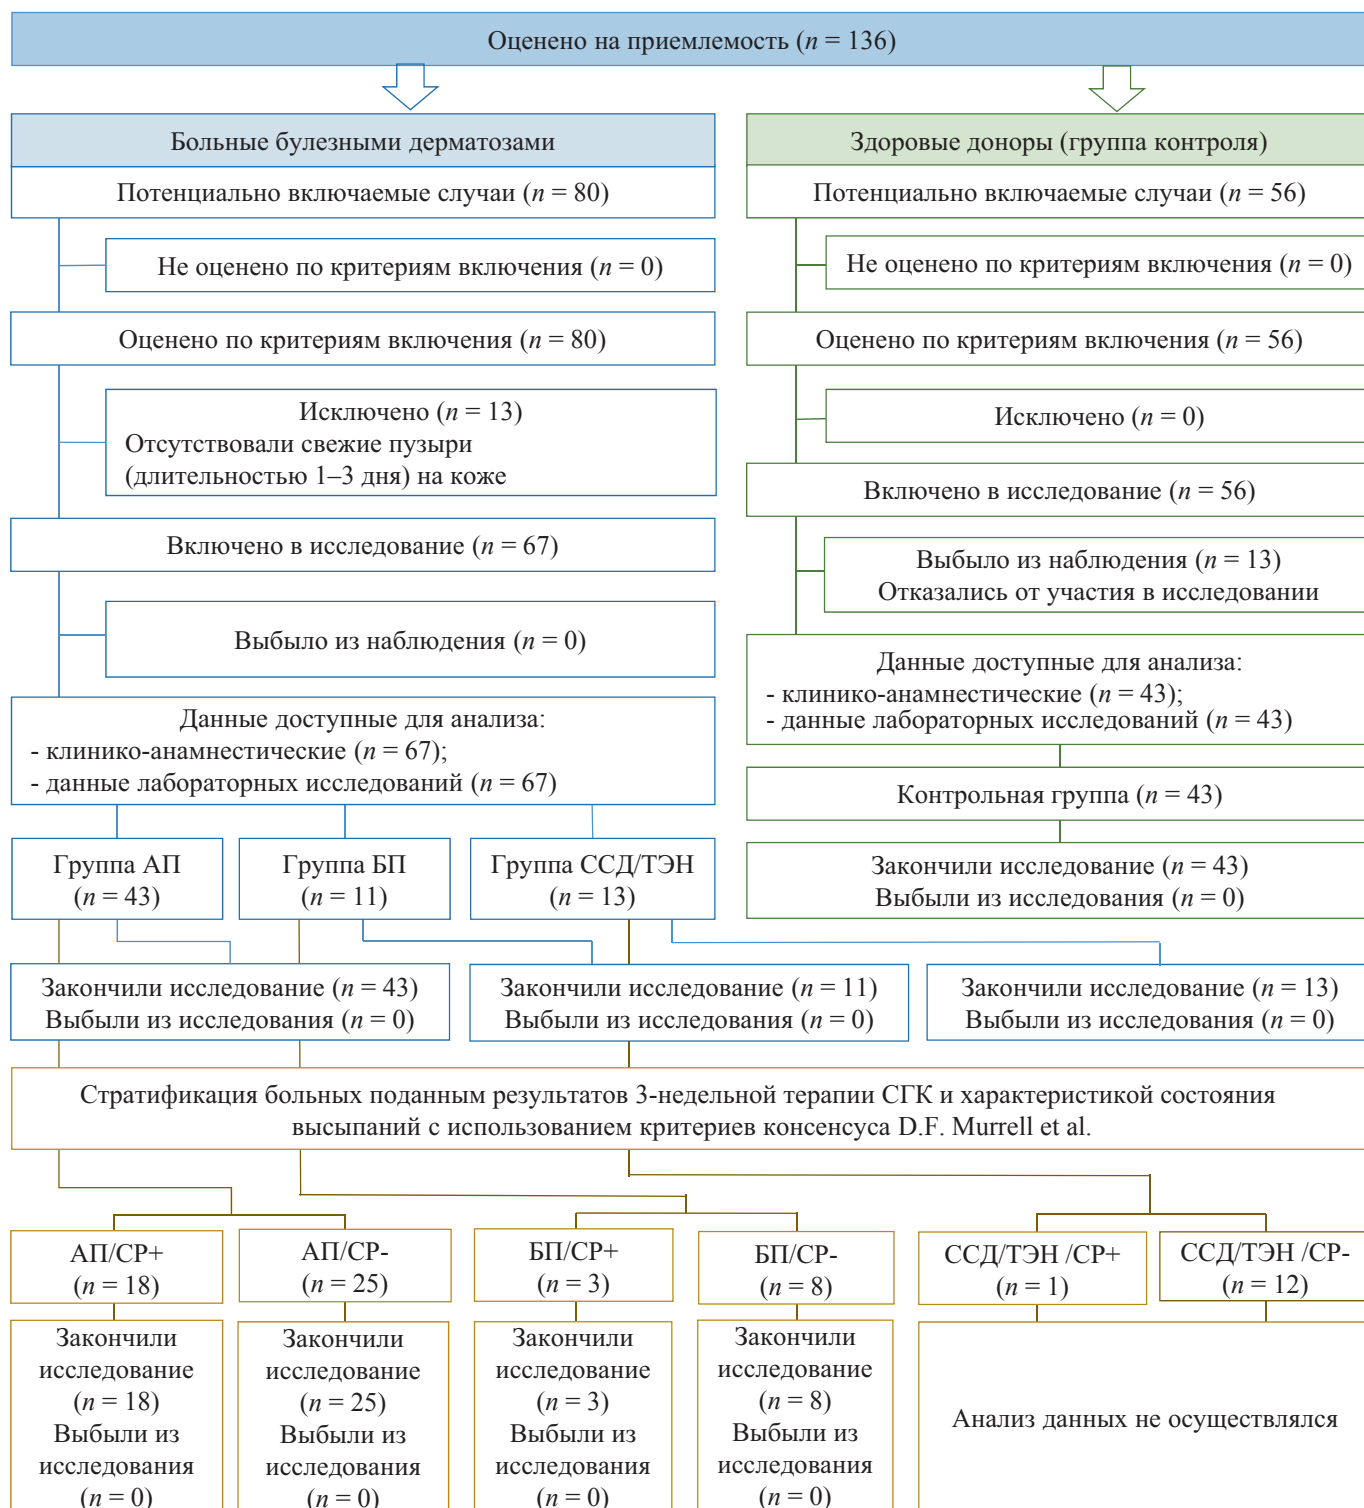 Оценено на приемлемость (n = 136)
Больные булезными дерматозами
Потенциально включаемые случаи (n = 80)
Не оценено по критериям включения (n = 0)
Оценено по критериям включения (n = 80)
Исключено (n = 13)
Отсутствовали свежие пузыри
(длительностью 1–3 дня) на коже
Включено в исследование (n = 67)
Выбыло из наблюдения (n = 0)
Данные доступные для анализа:
- клинико-анамнестические (n = 67);
- данные лабораторных исследований (n = 67)
Здоровые доноры (группа контроля)
Потенциально включаемые случаи (n = 56)
Не оценено по критериям включения (n = 0)
Оценено по критериям включения (n = 56)
Исключено (n = 0)
Включено в исследование (n = 56)
Выбыло из наблюдения (n = 13)
Отказались от участия в исследовании
Данные доступные для анализа:
- клинико-анамнестические (n = 43);
- данные лабораторных исследований (n = 43)
Контрольная группа (n = 43)
Закончили исследование (n = 43)
Выбыли из исследования (n = 0)
Группа АП
(n = 43)
Группа БП
(n = 11)
Группа ССД/ТЭН
(n = 13)
Закончили исследование (n = 43)
Выбыли из исследования (n = 0)
Закончили исследование (n = 11)
Выбыли из исследования (n = 0)
Закончили исследование (n = 13)
Выбыли из исследования (n = 0)
Стратификация больных поданным результатов 3-недельной терапии СГК и характеристикой состояния
высыпаний с использованием критериев консенсуса D.F. Murrell et al.
АП/СР+
(n = 18)
АП/СР-
(n = 25)
БП/СР+
(n = 3)
БП/СР-
(n = 8)
ССД/ТЭН /СР+
(n = 1)
ССД/ТЭН /СР-
(n = 12)
Закончили
исследование
(n = 18)
Выбыли из
исследования
(n = 0)
Закончили
исследование
(n = 25)
Выбыли из
исследования
(n = 0)
Закончили
исследование
(n = 3)
Выбыли из
исследования
(n = 0)
Закончили
исследование
(n = 8)
Выбыли из
исследования
(n = 0)
Анализ данных не осуществлялся